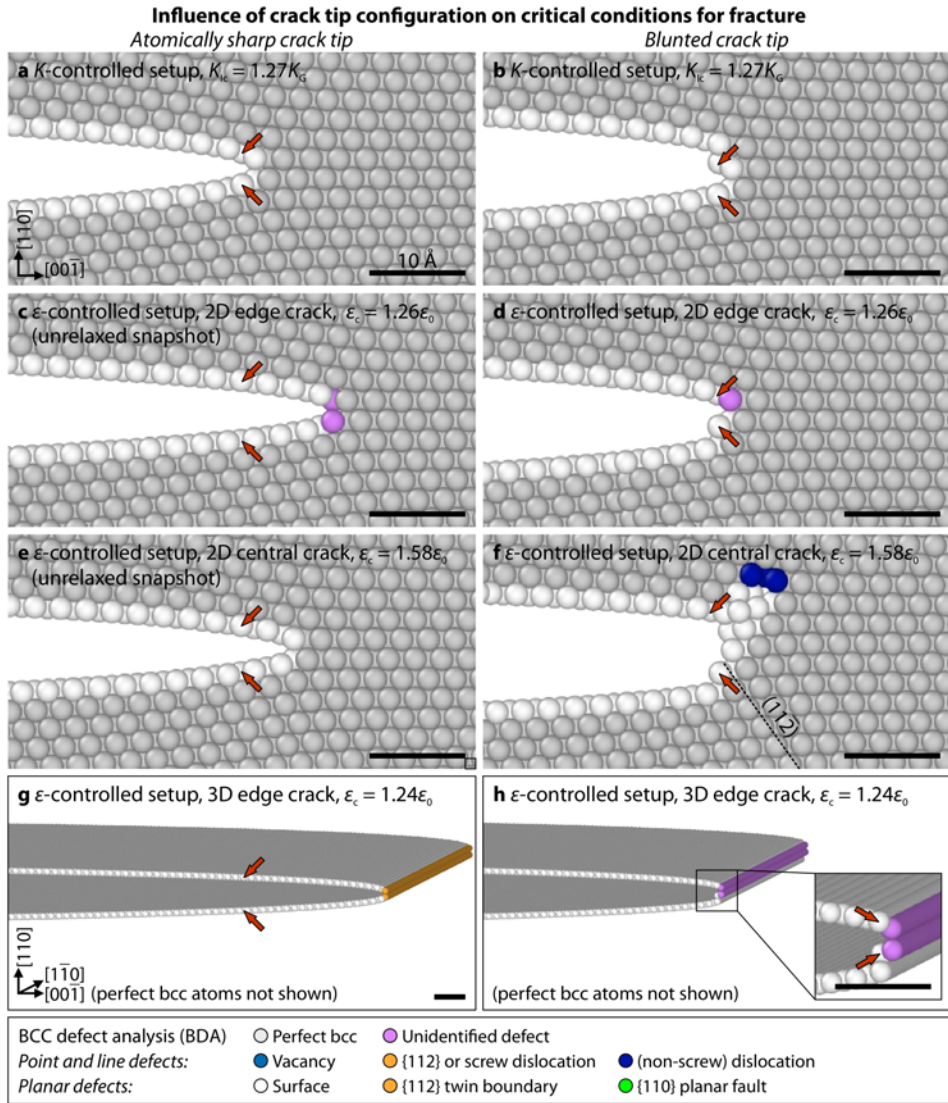 Influence of crack tip configuration on critical conditions for fracture
Atomically sharp crack tip
Blunted crack tip
a K-controlled setup, K_Ic = 1.27K_G
b K-controlled setup, K_Ic = 1.27K_G
[110]
[001̄]
10 Å
c ε-controlled setup, 2D edge crack, ε_c = 1.26ε_0
(unrelaxed snapshot)
d ε-controlled setup, 2D edge crack, ε_c = 1.26ε_0
e ε-controlled setup, 2D central crack, ε_c = 1.58ε_0
(unrelaxed snapshot)
f ε-controlled setup, 2D central crack, ε_c = 1.58ε_0
(112)
g ε-controlled setup, 3D edge crack, ε_c = 1.24ε_0
[110]
[11̄0]
[001̄]
(perfect bcc atoms not shown)
h ε-controlled setup, 3D edge crack, ε_c = 1.24ε_0
(perfect bcc atoms not shown)
BCC defect analysis (BDA) Perfect bcc Unidentified defect
Point and line defects: Vacancy {112} or screw dislocation (non-screw) dislocation
Planar defects: Surface {112} twin boundary {110} planar fault